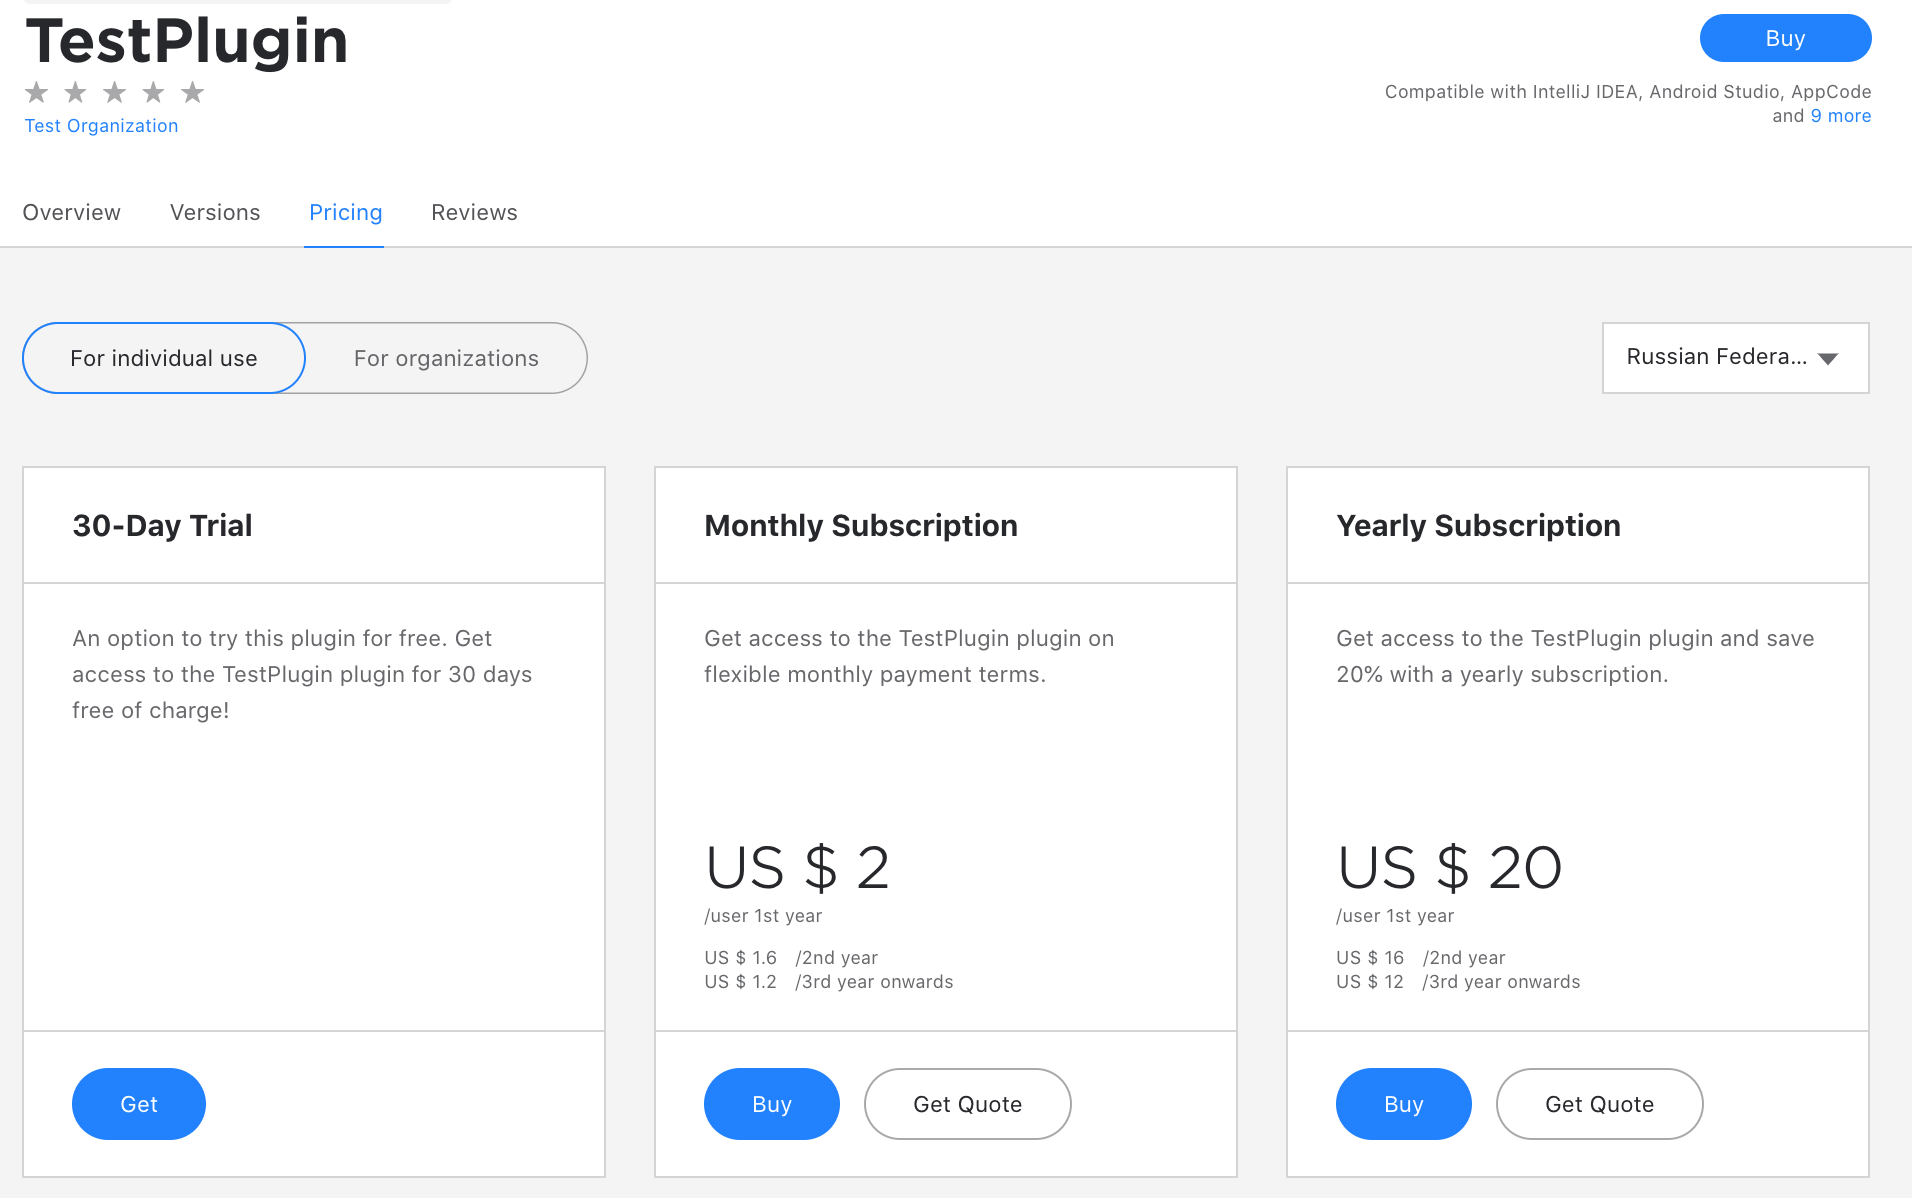 TestPlugin
Buy
Test Organization
Compatible with IntelliJ IDEA, Android Studio, AppCode
and 9 more
Overview Versions Pricing Reviews
For individual use For organizations
Russian Federa...
30-Day Trial
An option to try this plugin for free. Get
access to the TestPlugin plugin for 30 days
free of charge!
Get
Monthly Subscription
Get access to the TestPlugin plugin on
flexible monthly payment terms.
US $ 2
/user 1st year
US $ 1.6 /2nd year
US $ 1.2 /3rd year onwards
Buy Get Quote
Yearly Subscription
Get access to the TestPlugin plugin and save
20% with a yearly subscription.
US $ 20
/user 1st year
US $ 16 /2nd year
US $ 12 /3rd year onwards
Buy Get Quote